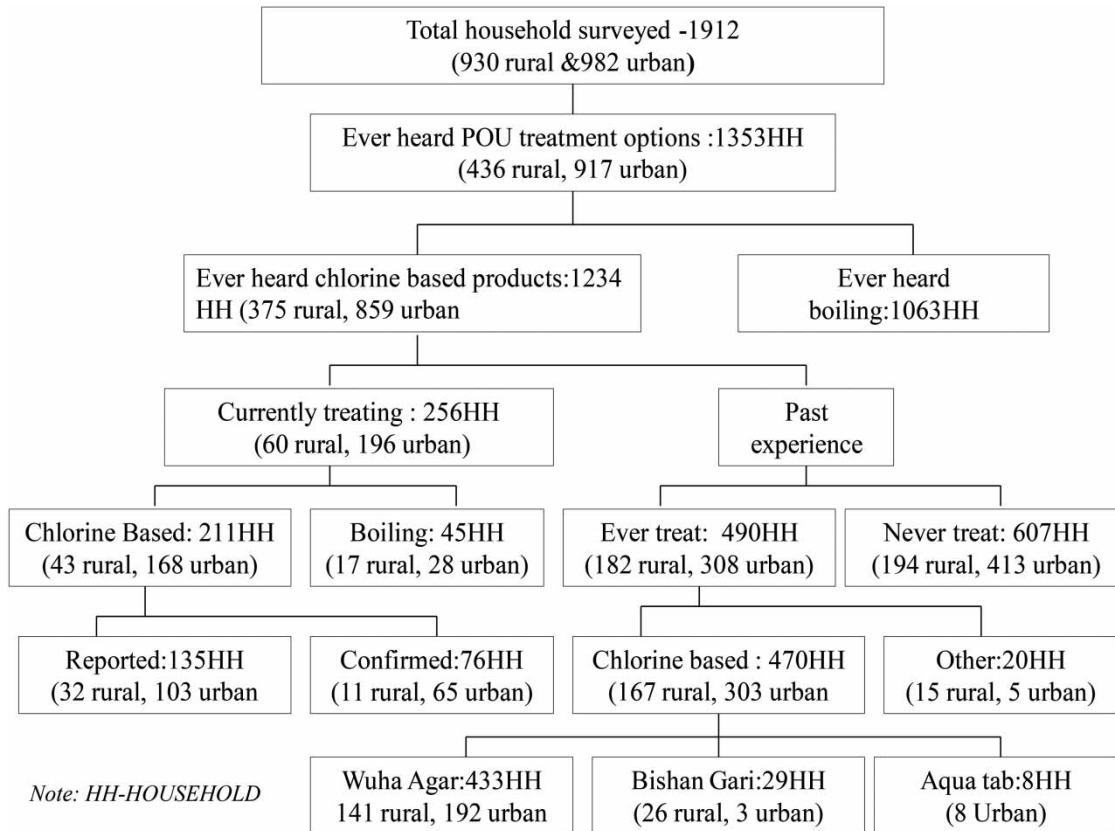 Total household surveyed -1912
(930 rural &982 urban)
Ever heard POU treatment options :1353HH
(436 rural, 917 urban)
Ever heard chlorine based products:1234
HH (375 rural, 859 urban
Ever heard
boiling:1063HH
Currently treating : 256HH
(60 rural, 196 urban)
Past
experience
Chlorine Based: 211HH
(43 rural, 168 urban)
Boiling: 45HH
(17 rural, 28 urban)
Ever treat: 490HH
(182 rural, 308 urban)
Never treat: 607HH
(194 rural, 413 urban)
Reported:135HH
(32 rural, 103 urban
Confirmed:76HH
(11 rural, 65 urban)
Chlorine based : 470HH
(167 rural, 303 urban
Other:20HH
(15 rural, 5 urban)
Wuha Agar:433HH
141 rural, 192 urban
Bishan Gari:29HH
(26 rural, 3 urban)
Aqua tab:8HH
(8 Urban)
Note: HH-HOUSEHOLD